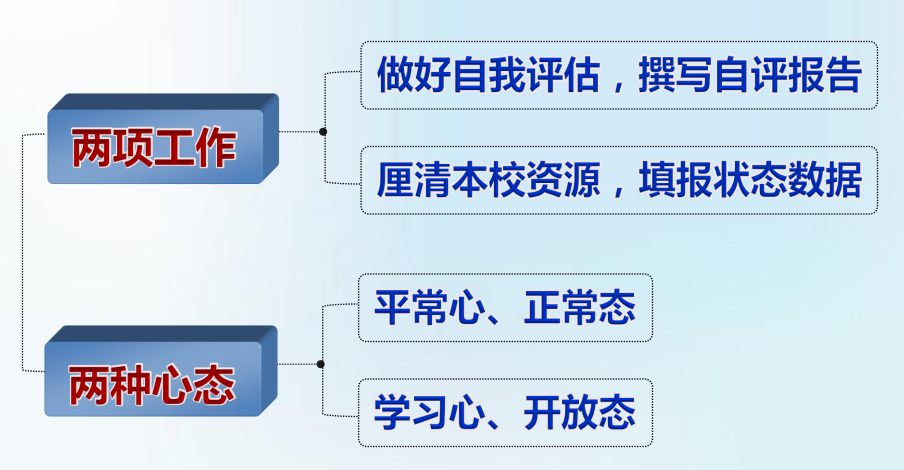 两项工作
做好自我评估，撰写自评报告
厘清本校资源，填报状态数据
两种心态
平常心、正常态
学习心、开放态